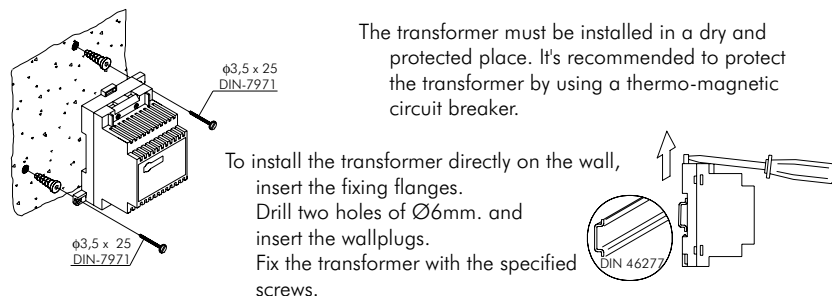 The transformer must be installed in a dry and
protected place. It's recommended to protect
the transformer by using a thermo-magnetic
circuit breaker.
ϕ3,5 x 25
DIN-7971
To install the transformer directly on the wall,
insert the fixing flanges.
Drill two holes of Ø6mm. and
insert the wallplugs.
Fix the transformer with the specified
screws.
ϕ3,5 x 25
DIN-7971
DIN 46277